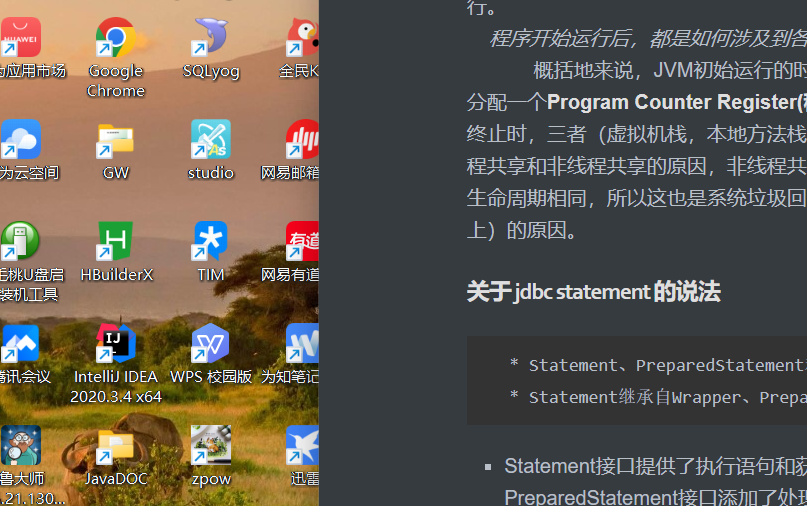 HUAWEI
为应用市场
Google
Chrome
SQLyog
全民K
为云空间
GW
studio
网易邮箱
毛桃U盘启
装机工具
HBuilderX
TIM
有道
网易有道
腾讯会议
IJ
IntelliJ IDEA
2020.3.4 x64
WPS 校园版
为知笔记
鲁大师
.21.130...
JavaDOC
zpow
迅雷
行。
程序开始运行后，都是如何涉及到各
概括地来说，JVM初始运行的时
分配一个Program Counter Register(程
终止时，三者（虚拟机栈，本地方法栈
程共享和非线程共享的原因，非线程共
生命周期相同，所以这也是系统垃圾回
上）的原因。
关于 jdbc statement 的说法
* Statement、PreparedStatement
* Statement继承自Wrapper、Prepa
Statement接口提供了执行语句和获
PreparedStatement接口添加了处理